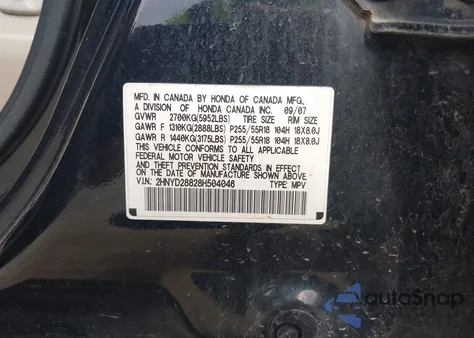 MFD. IN CANADA BY HONDA OF CANADA MFG.
A DIVISION OF HONDA CANADA INC. 09/07
GVWR 2700KG(5952LBS) TIRE SIZE RIM SIZE
GAWR F 1310KG(2888LBS) P255/55R18 104H 18X8.0J
GAWR R 1440KG(3175LBS) P255/55R18 104H 18X8.0J
THIS VEHICLE CONFORMS TO ALL APPLICABLE
FEDERAL MOTOR VEHICLE SAFETY
AND THEFT PREVENTION STANDARDS IN EFFECT
ON THE DATE OF MANUFACTURE SHOWN ABOVE.
V.I.N: 2HNYD28828H504046 TYPE: MPV
autoSnap